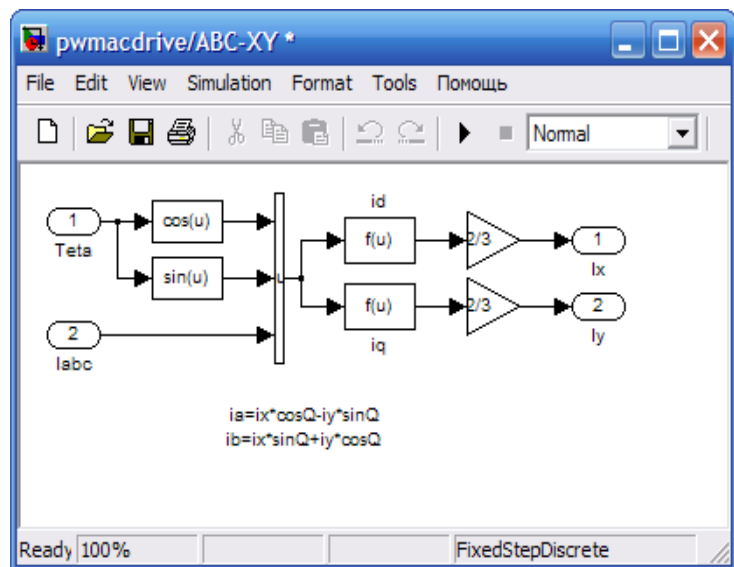 pwmacdrive/ABC-XY *
File Edit View Simulation Format Tools Помощь
Normal
1
Teta
cos(u)
sin(u)
2
Iabc
u
id
f(u)
2/3
1
Ix
f(u)
iq
2/3
2
Iy
ia=ix*cosQ-iy*sinQ
ib=ix*sinQ+iy*cosQ
Ready 100% FixedStepDiscrete